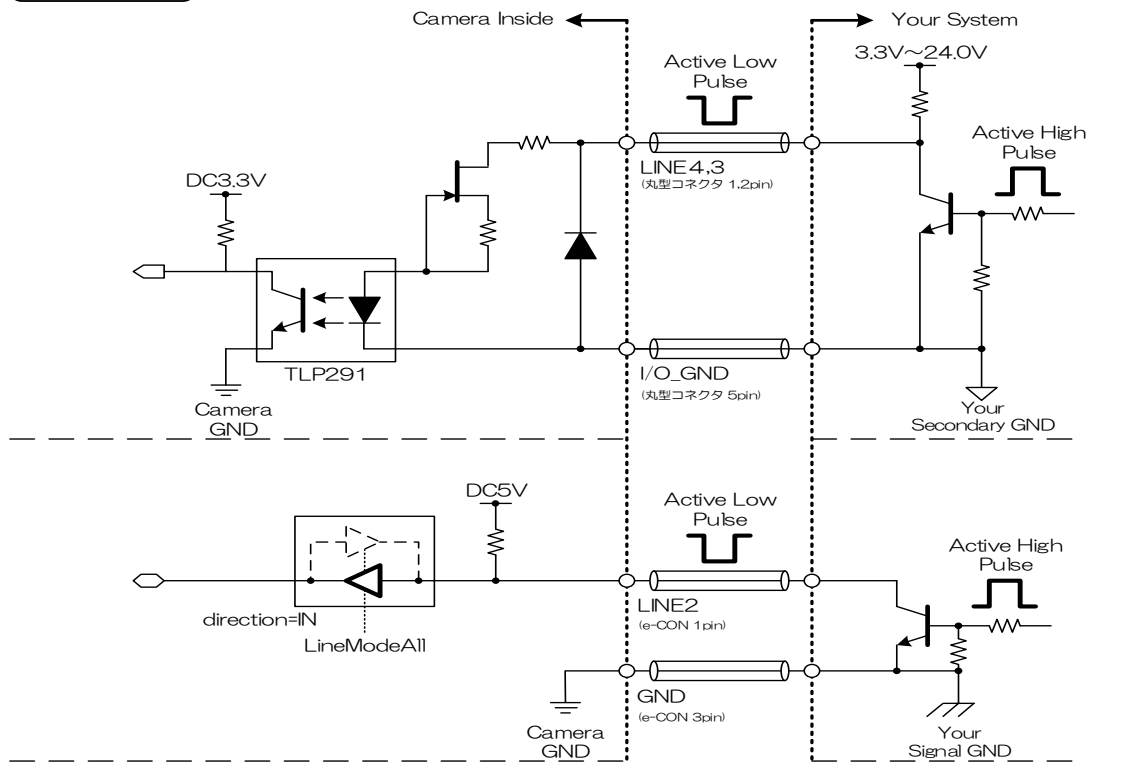 Camera Inside
Your System
3.3V～24.0V
Active Low
Pulse
Active High
Pulse
DC3.3V
LINE4,3
(丸型コネクタ 1,2pin)
TLP291
I/O_GND
(丸型コネクタ 5pin)
Camera
GND
Your
Secondary GND
DC5V
Active Low
Pulse
Active High
Pulse
direction=IN
LineModeAll
LINE2
(e-CON 1pin)
GND
(e-CON 3pin)
Camera
GND
Your
Signal GND